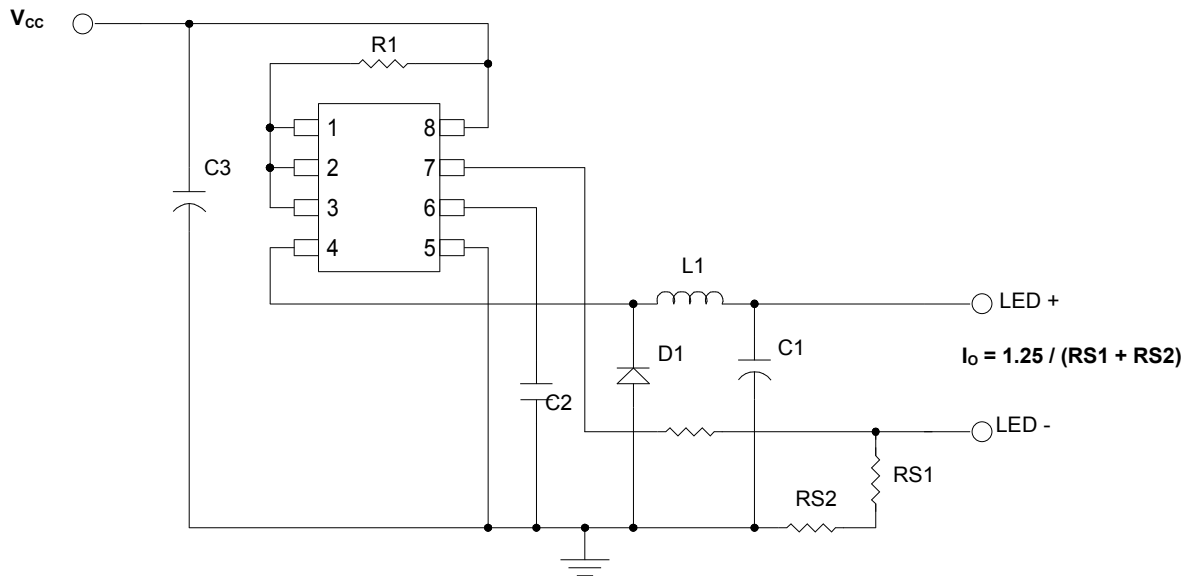 Vcc
R1
1 8
2 7
3 6
4 5
C3
L1
LED +
D1
C1
Io = 1.25 / (RS1 + RS2)
C2
LED -
RS1
RS2